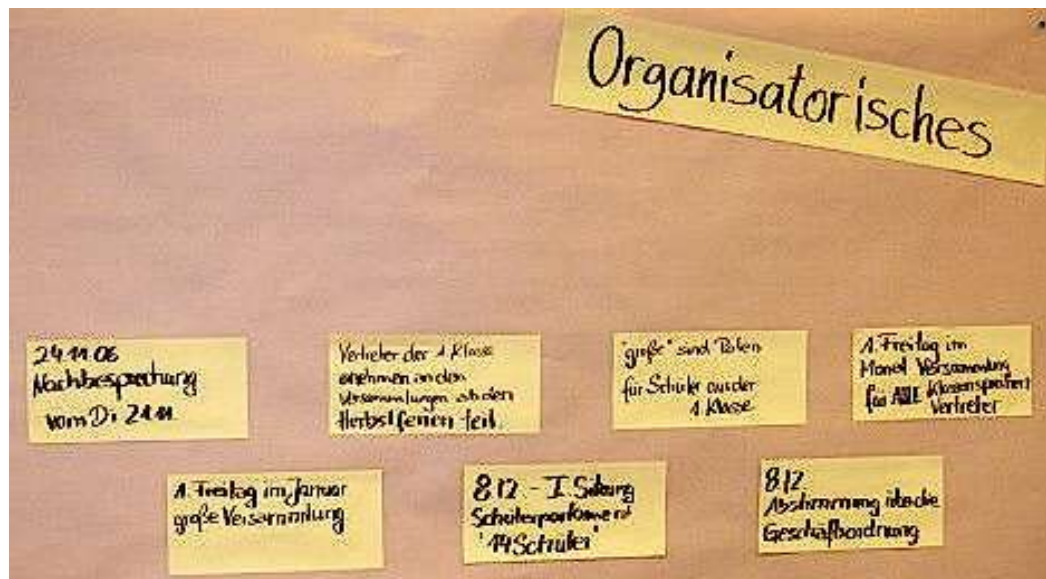 Organisatorisches
24.11.06
Nachbesprechung
vom Di 21.11.
Vertreter der 1. Klasse
nehmen an den
Versammlungen ab den
Herbstferien teil.
"große" sind Paten
für Schüler aus der
1. Klasse
1. Freitag im
Monat Versammlung
für ALLE Klassensprecher/
Vertreter
1. Freitag im Januar
große Versammlung
8.12. - I. Sitzung
Schülerparlament
"14 Schüler"
8.12.
Abstimmung über die
Geschäftsordnung